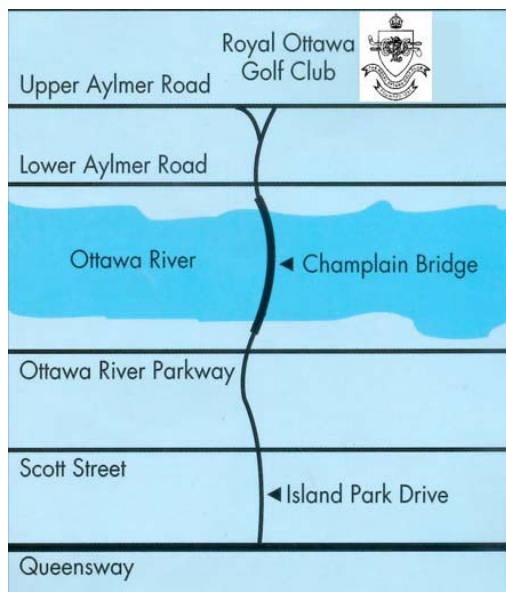 Royal Ottawa
Golf Club
Upper Aylmer Road
Lower Aylmer Road
Ottawa River
Champlain Bridge
Ottawa River Parkway
Scott Street
Island Park Drive
Queensway